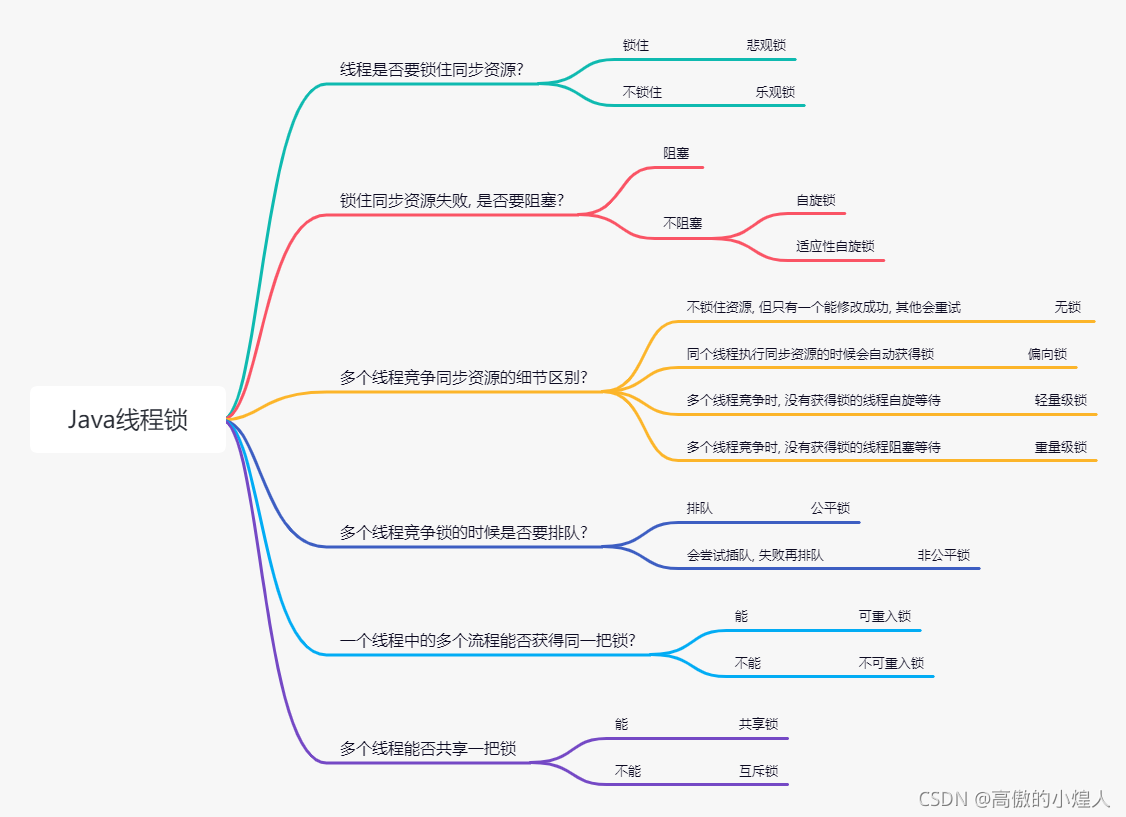 Java线程锁
线程是否要锁住同步资源?
锁住 悲观锁
不锁住 乐观锁
锁住同步资源失败, 是否要阻塞?
阻塞
不阻塞
自旋锁
适应性自旋锁
多个线程竞争同步资源的细节区别?
不锁住资源, 但只有一个能修改成功, 其他会重试 无锁
同个线程执行同步资源的时候会自动获得锁 偏向锁
多个线程竞争时, 没有获得锁的线程自旋等待 轻量级锁
多个线程竞争时, 没有获得锁的线程阻塞等待 重量级锁
多个线程竞争锁的时候是否要排队?
排队 公平锁
会尝试插队, 失败再排队 非公平锁
一个线程中的多个流程能否获得同一把锁?
能 可重入锁
不能 不可重入锁
多个线程能否共享一把锁
能 共享锁
不能 互斥锁
CSDN @高傲的小煌人